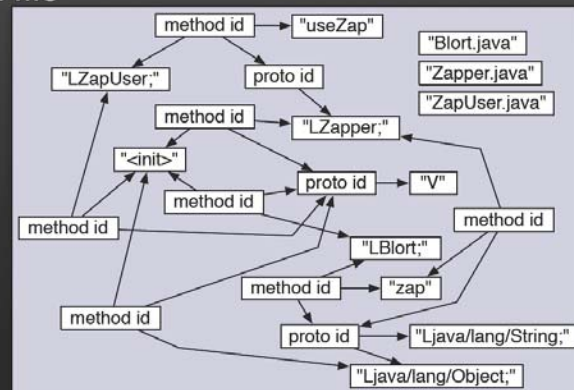 method id
"useZap"
"Blort.java"
"LZapUser;"
proto id
"Zapper.java"
"ZapUser.java"
method id
"LZapper;"
"<init>"
proto id
"V"
method id
method id
method id
"LBlort;"
method id
"zap"
method id
proto id
"Ljava/lang/String;"
"Ljava/lang/Object;"